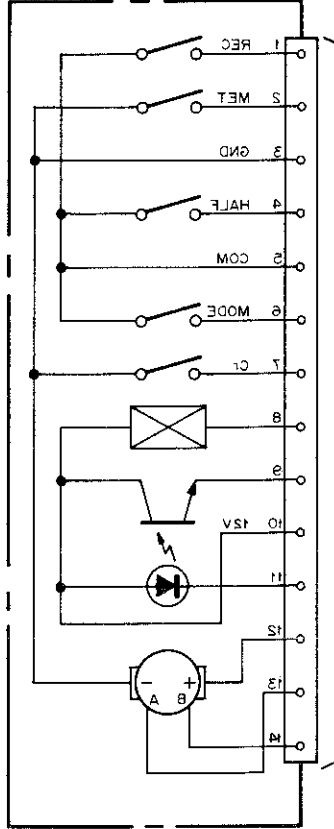 REC 1
MET 2
GND 3
HALF 4
COM 5
MODE 6
Cr 7
8
9
12V 10
11
12
13
14
- +
A B